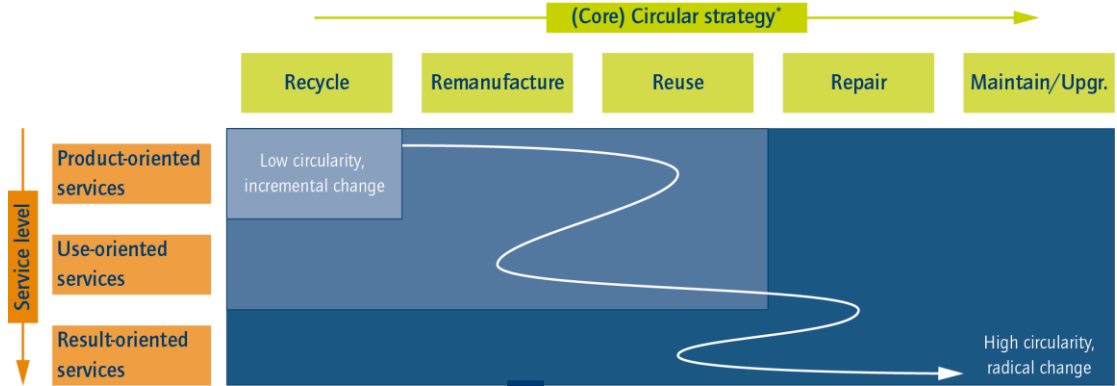 (Core) Circular strategy*
Recycle
Remanufacture
Reuse
Repair
Maintain/Upgr.
Service level
Product-oriented
services
Low circularity,
incremental change
Use-oriented
services
Result-oriented
services
High circularity,
radical change